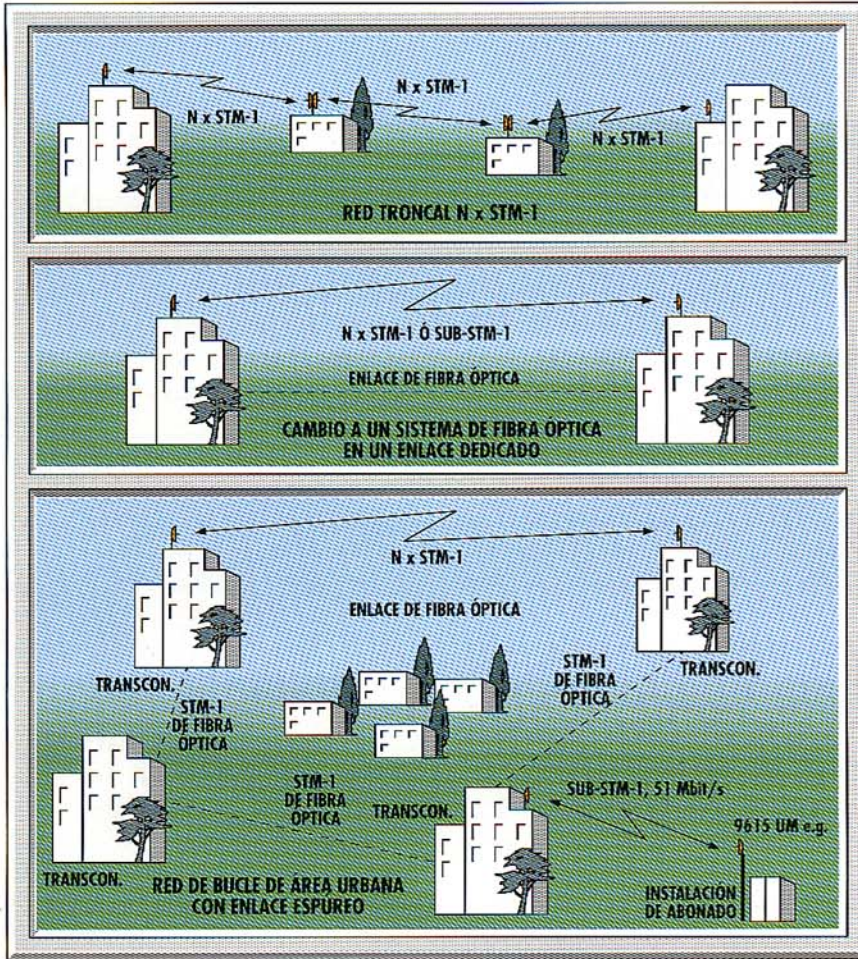 N x STM-1
N x STM-1
N x STM-1
RED TRONCAL N x STM-1
N x STM-1 Ó SUB-STM-1
ENLACE DE FIBRA ÓPTICA
CAMBIO A UN SISTEMA DE FIBRA ÓPTICA
EN UN ENLACE DEDICADO
N x STM-1
ENLACE DE FIBRA ÓPTICA
TRANSCON.
STM-1
DE FIBRA
ÓPTICA
TRANSCON.
STM-1
DE FIBRA
ÓPTICA
STM-1
DE FIBRA
ÓPTICA
TRANSCON.
SUB-STM-1, 51 Mbit/s
9615 UM e.g.
TRANSCON.
RED DE BUCLE DE ÁREA URBANA
CON ENLACE ESPUREO
INSTALACIÓN
DE ABONADO